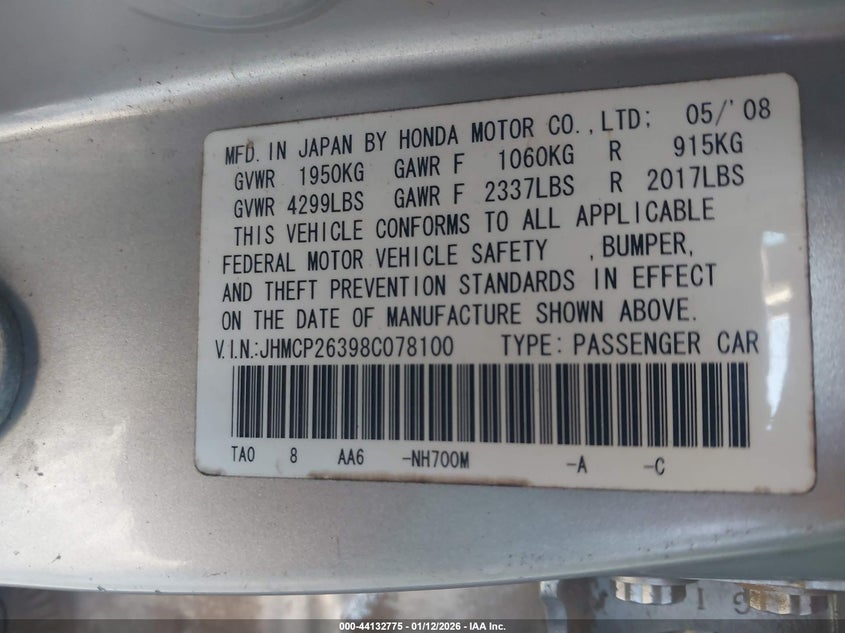 MFD. IN JAPAN BY HONDA MOTOR CO.,LTD; 05/'08
GVWR 1950KG GAWR F 1060KG R 915KG
GVWR 4299LBS GAWR F 2337LBS R 2017LBS
THIS VEHICLE CONFORMS TO ALL APPLICABLE
FEDERAL MOTOR VEHICLE SAFETY ,BUMPER,
AND THEFT PREVENTION STANDARDS IN EFFECT
ON THE DATE OF MANUFACTURE SHOWN ABOVE.
V.I.N.:JHMCP26398C078100 TYPE: PASSENGER CAR
TA0 8 AA6 -NH700M -A -C
000-44132775 - 01/12/2026 - IAA Inc.